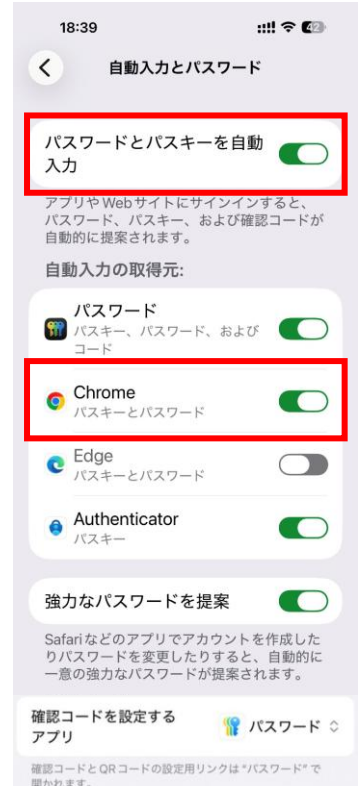 18:39
42
自動入力とパスワード
パスワードとパスキーを自動
入力
アプリやWebサイトにサインインすると、
パスワード、パスキー、および確認コードが
自動的に提案されます。
自動入力の取得元:
パスワード
パスキー、パスワード、および
コード
Chrome
パスキーとパスワード
Edge
パスキーとパスワード
Authenticator
パスキー
強力なパスワードを提案
Safariなどのアプリでアカウントを作成した
りパスワードを変更したりすると、自動的に
一意の強力なパスワードが提案されます。
確認コードを設定する
アプリ
パスワード
確認コードとQRコードの設定用リンクは“パスワード”で
開かれます。